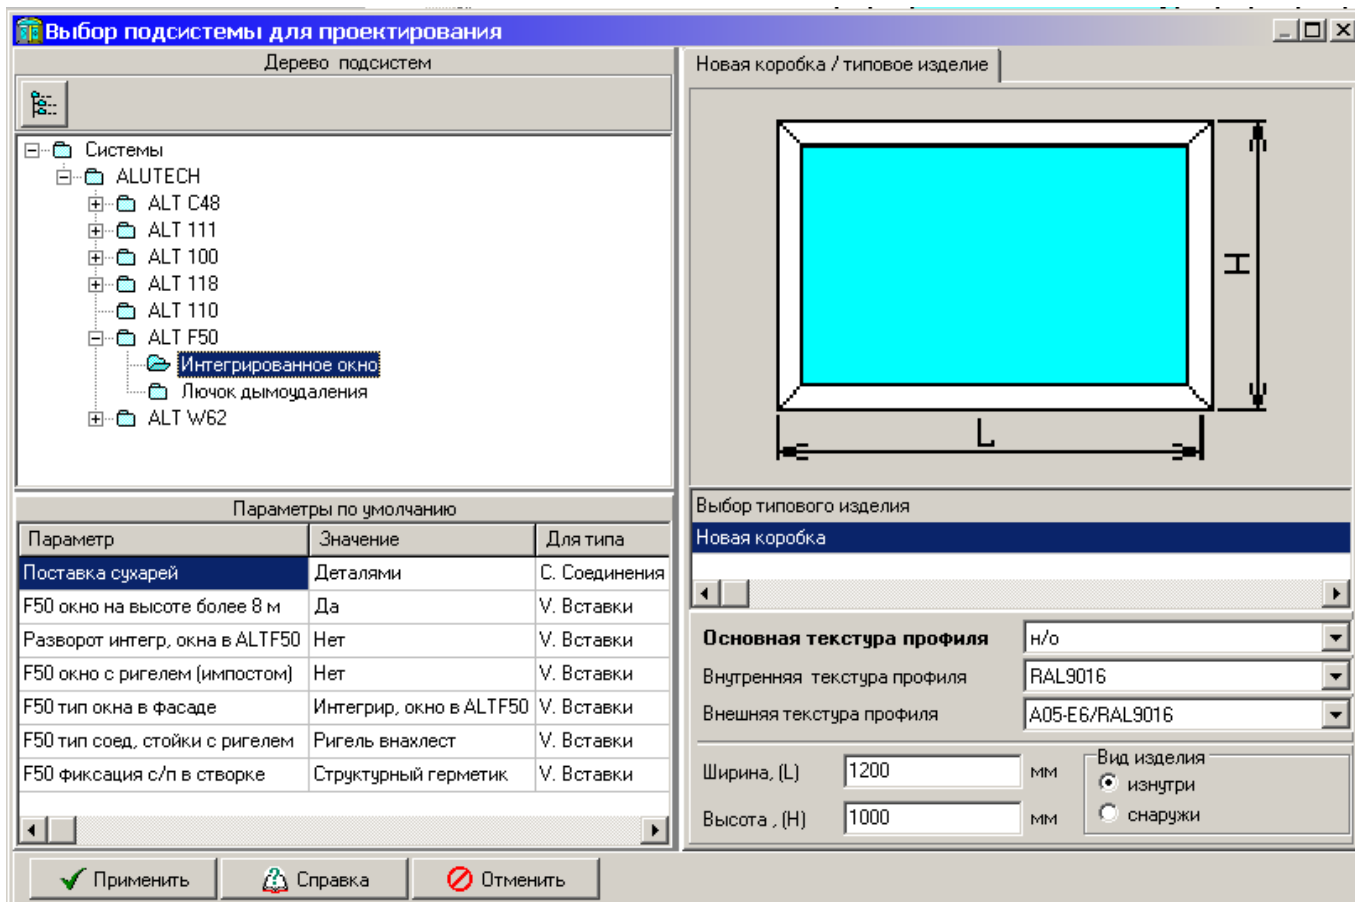 Выбор подсистемы для проектирования
Дерево подсистем
Системы
ALUTECH
ALT C48
ALT 111
ALT 100
ALT 118
ALT 110
ALT F50
Интегрированное окно
Лючок дымоудаления
ALT W62
Параметры по умолчанию
Параметр Значение Для типа
Поставка сухарей Деталями С. Соединения
F50 окно на высоте более 8 м Да V. Вставки
Разворот интегр, окна в ALTF50 Нет V. Вставки
F50 окно с ригелем (импостом) Нет V. Вставки
F50 тип окна в фасаде Интегрир, окно в ALTF50 V. Вставки
F50 тип соед, стойки с ригелем Ригель внахлест V. Вставки
F50 фиксация с/п в створке Структурный герметик V. Вставки
Новая коробка / типовое изделие
H
L
Выбор типового изделия
Новая коробка
Основная текстура профиля н/о
Внутренняя текстура профиля RAL9016
Внешняя текстура профиля A05-E6/RAL9016
Ширина, (L) 1200 мм
Высота , (H) 1000 мм
Вид изделия
изнутри
снаружи
Применить Справка Отменить